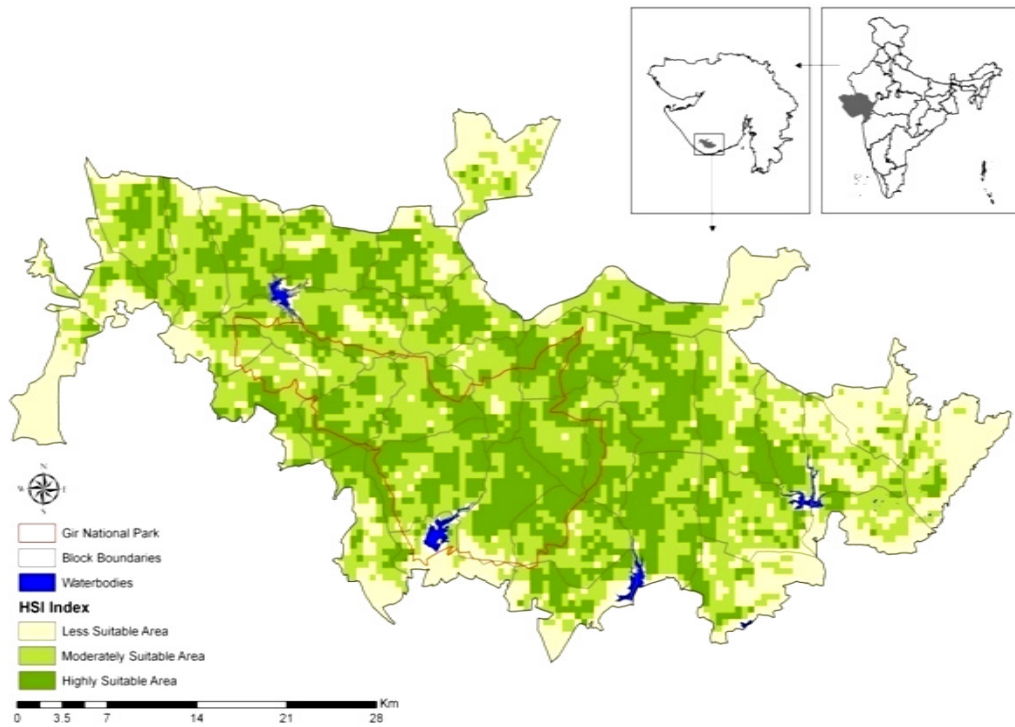 N
E
Gir National Park
Block Boundaries
Waterbodies
HSI Index
Less Suitable Area
Moderately Suitable Area
Highly Suitable Area
Km
0 3.5 7 14 21 28